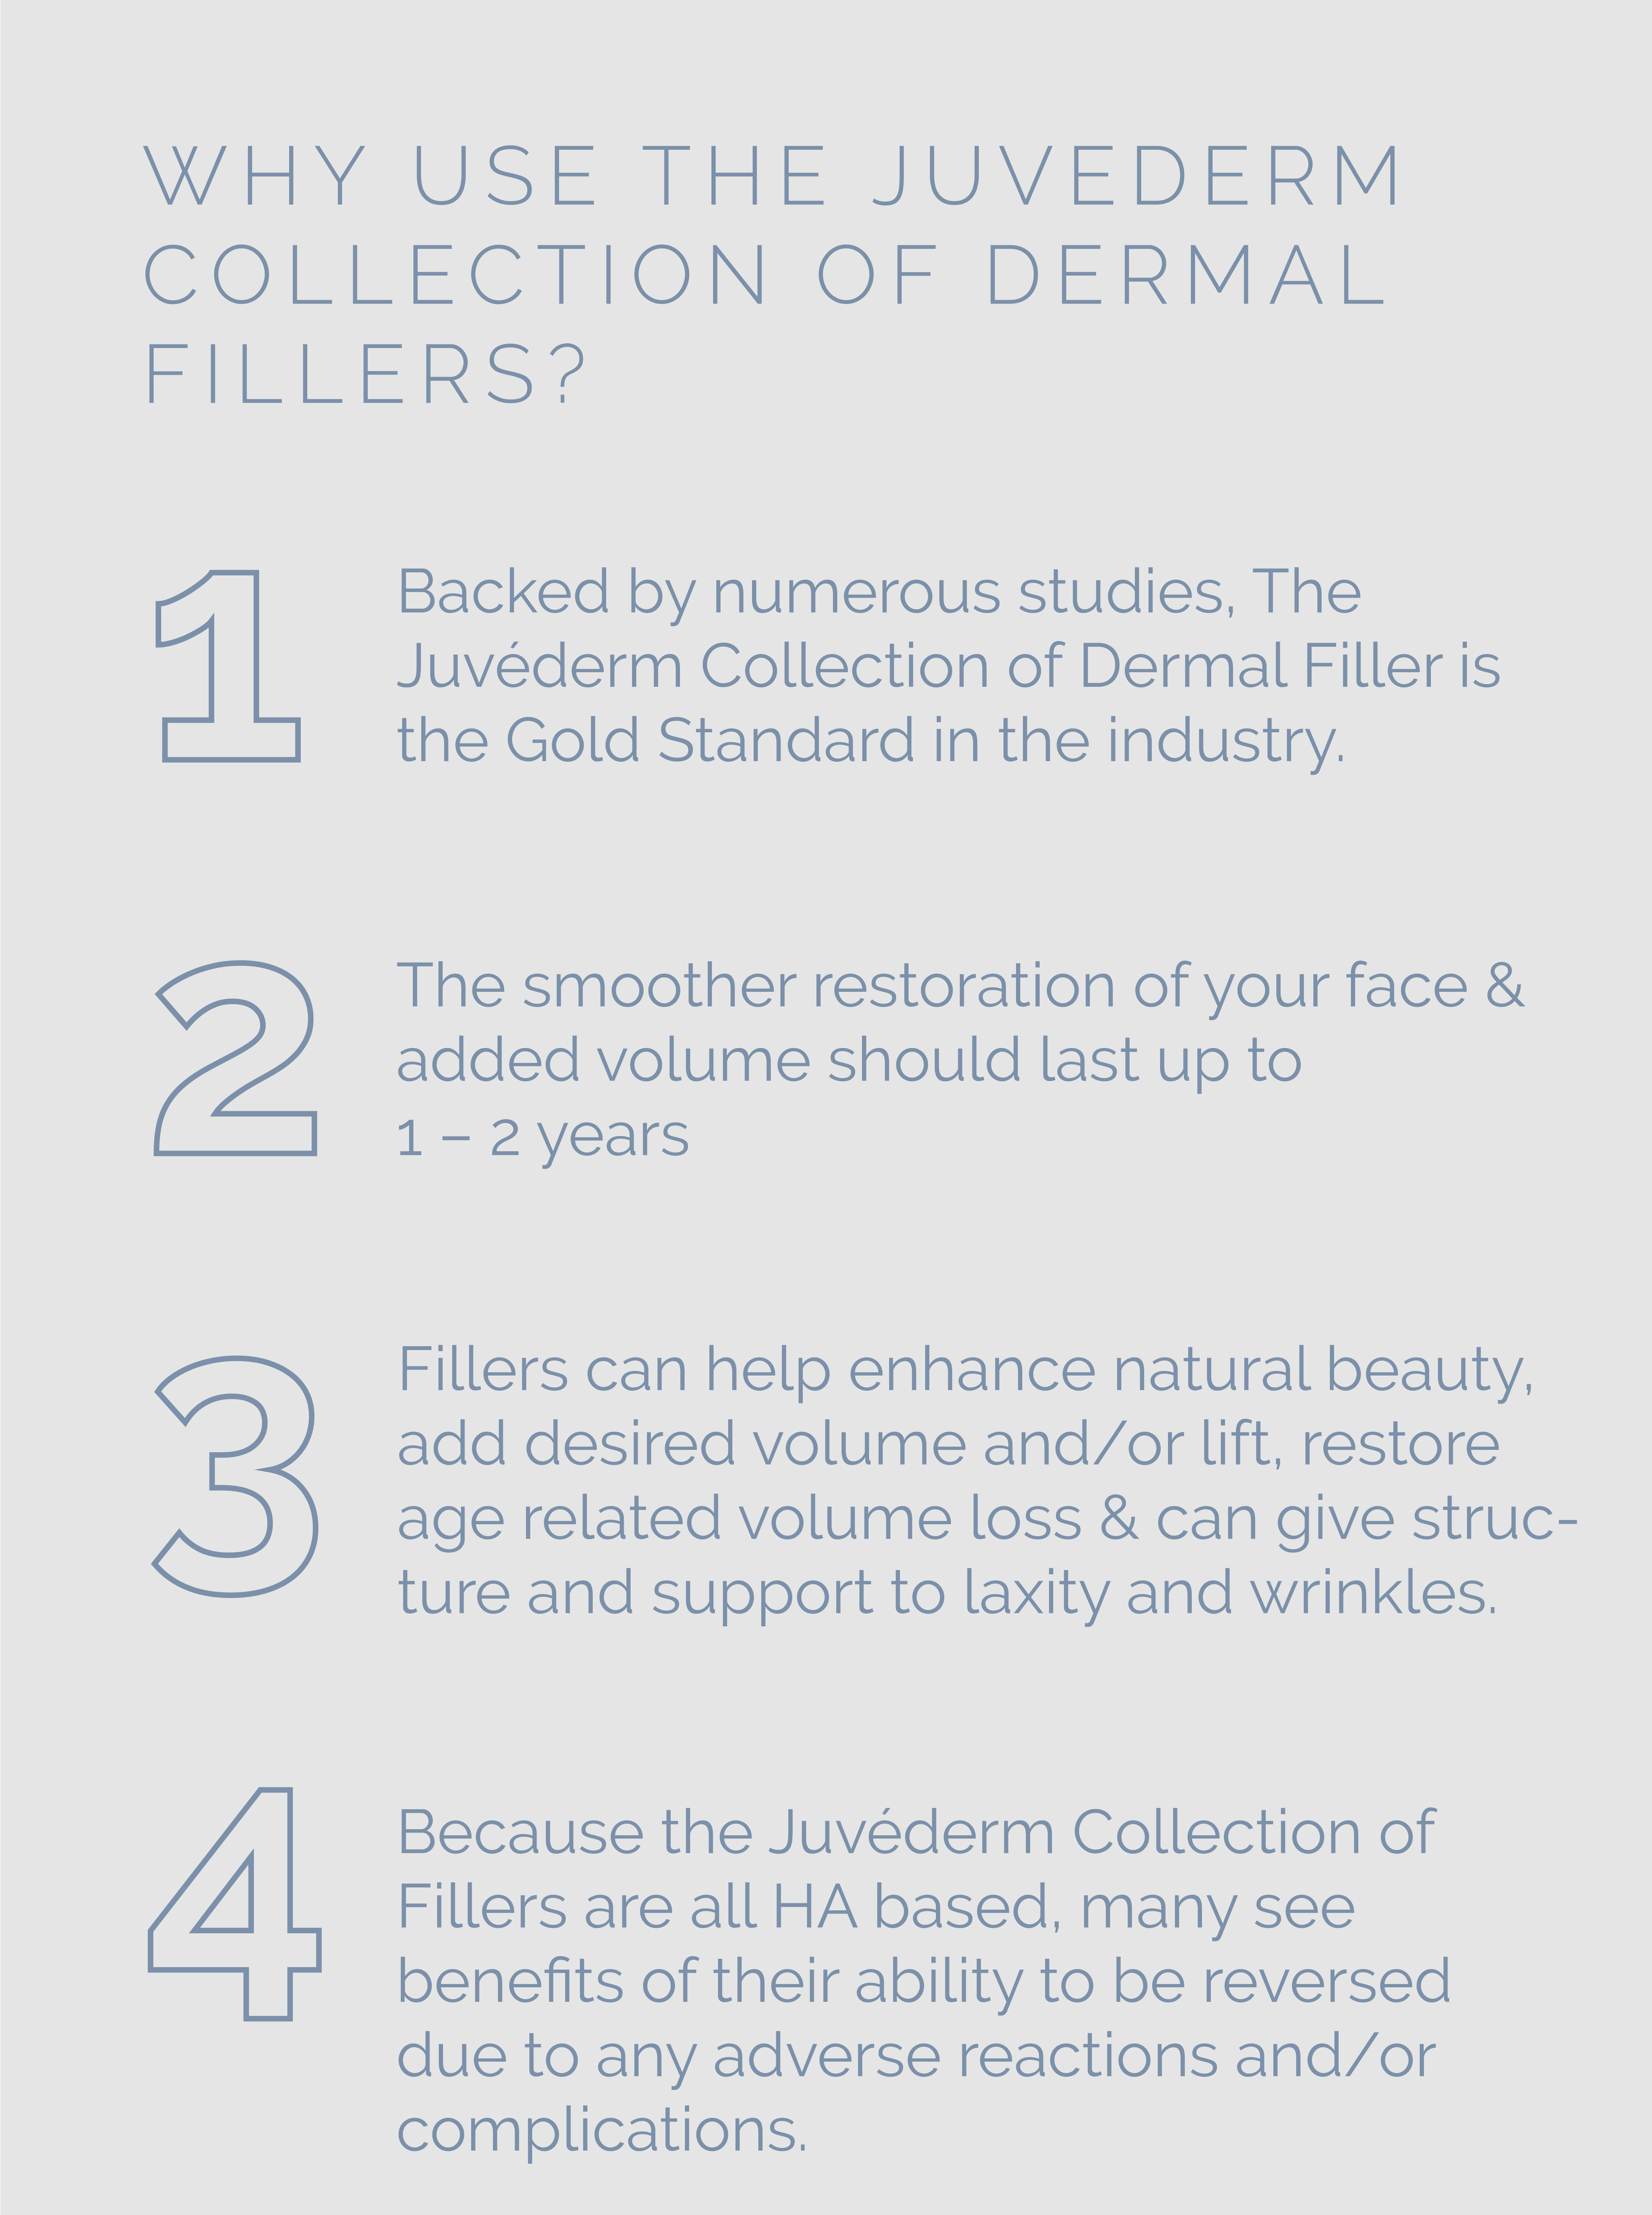 WHY USE THE JUVEDERM
COLLECTION OF DERMAL
FILLERS?
1
Backed by numerous studies, The
Juvéderm Collection of Dermal Filler is
the Gold Standard in the industry.
2
The smoother restoration of your face &
added volume should last up to
1 – 2 years
3
Fillers can help enhance natural beauty,
add desired volume and/or lift, restore
age related volume loss & can give struc-
ture and support to laxity and wrinkles.
4
Because the Juvéderm Collection of
Fillers are all HA based, many see
benefits of their ability to be reversed
due to any adverse reactions and/or
complications.